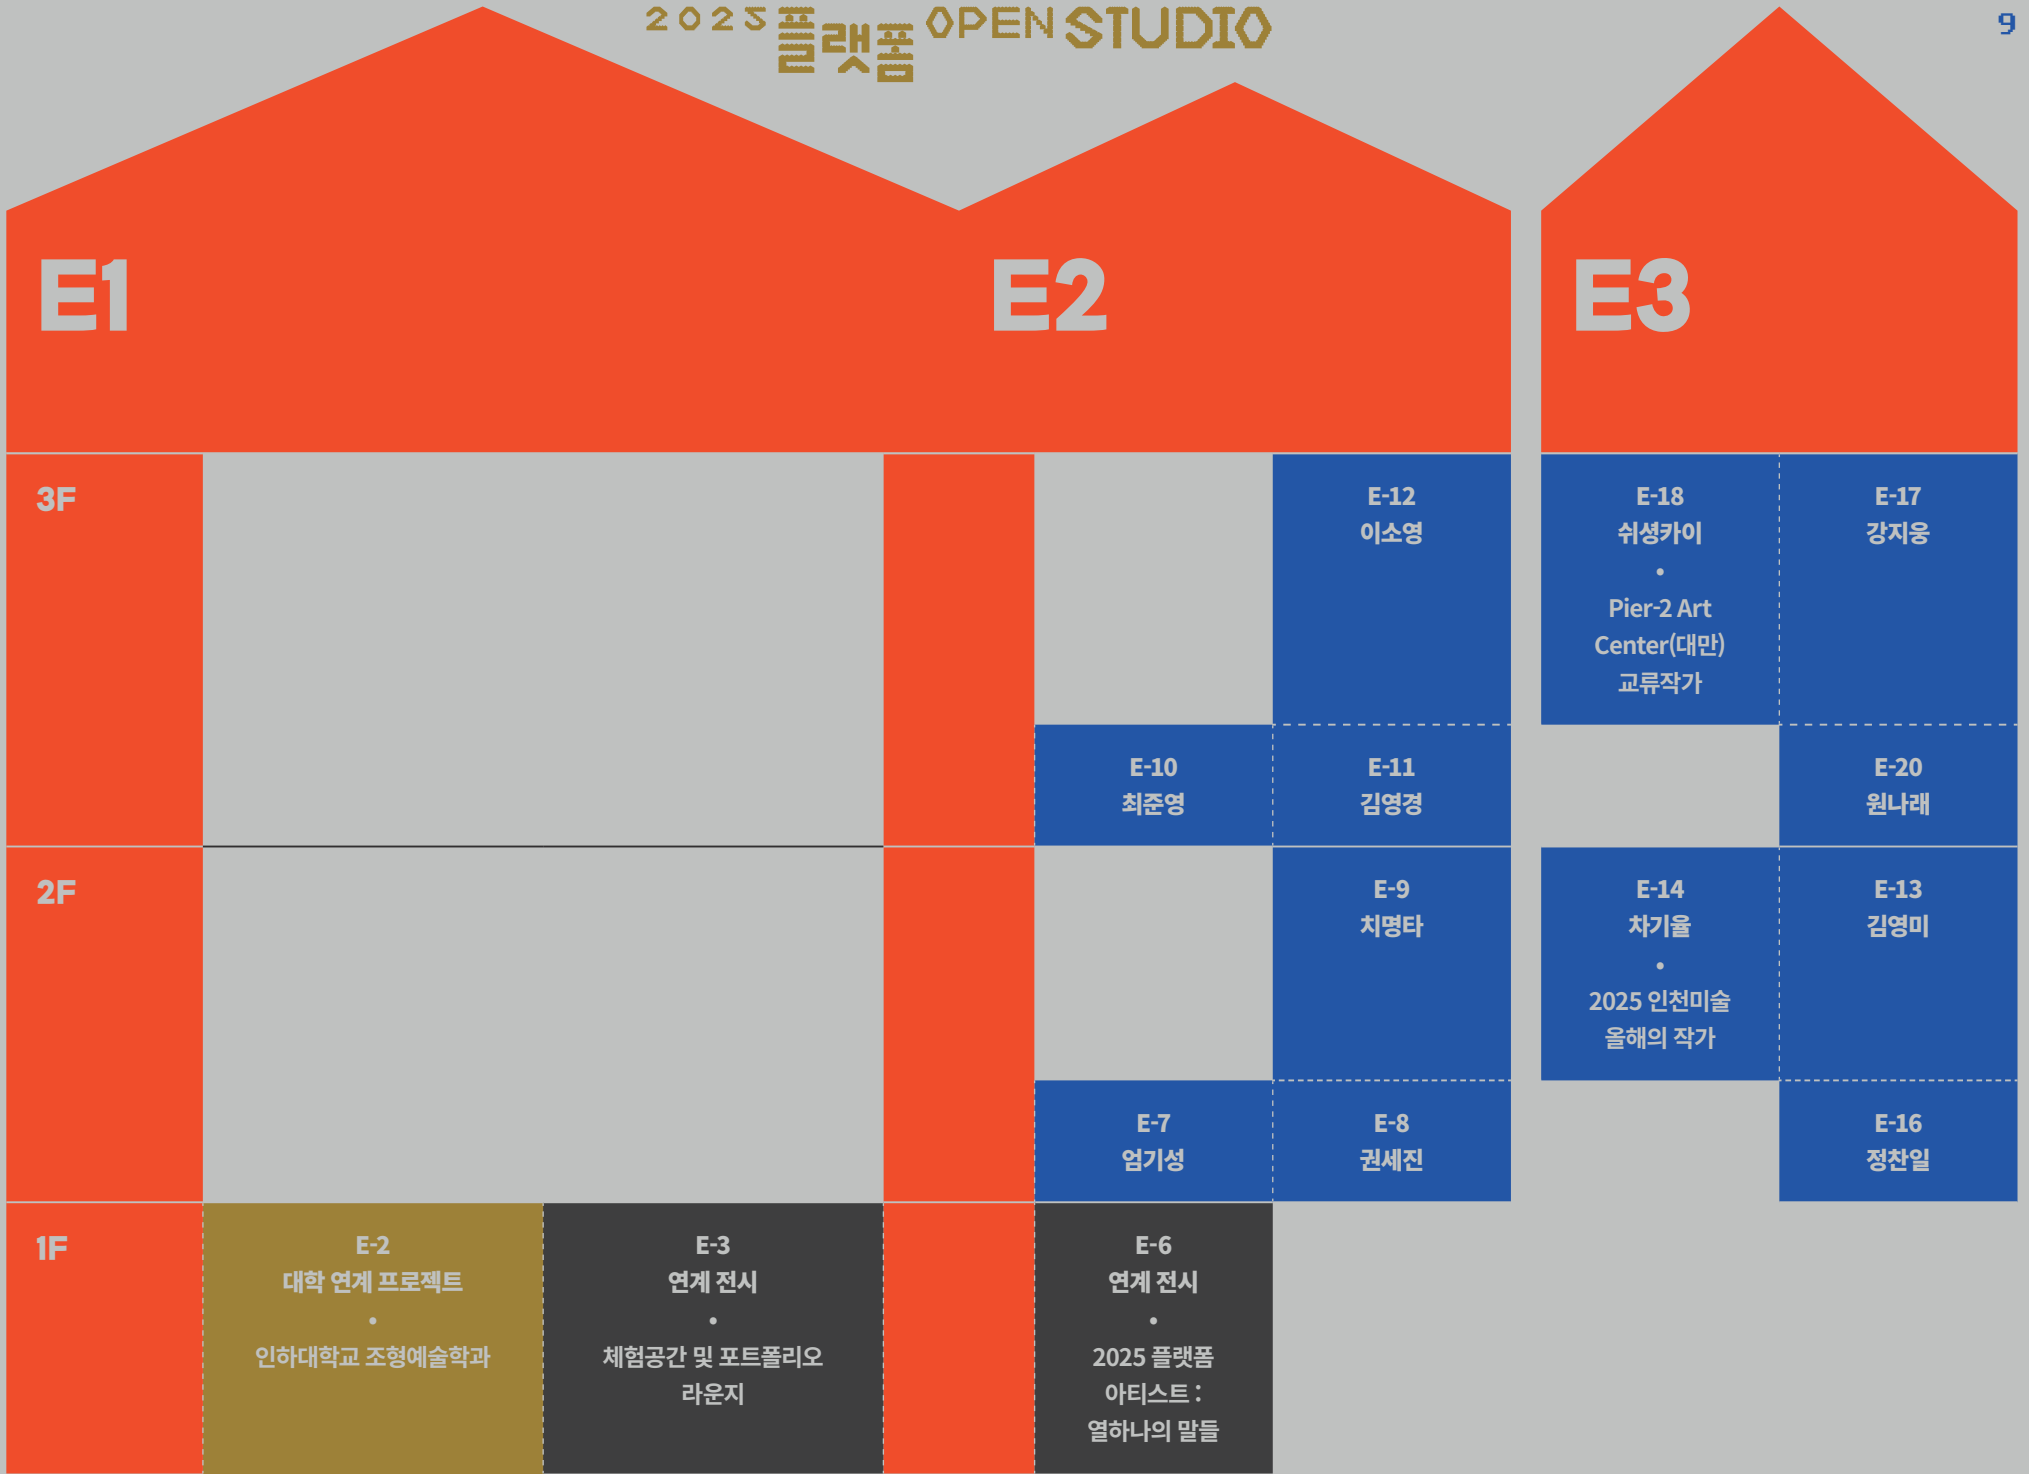 2025 플랫폼 OPEN STUDIO
9
E1
E2
E3
3F
E-12
이소영
E-18
쉬셩카이
•
Pier-2 Art
Center(대만)
교류작가
E-17
강지웅
E-10
최준영
E-11
김영경
E-20
원나래
2F
E-9
치명타
E-14
차기율
•
2025 인천미술
올해의 작가
E-13
김영미
E-7
엄기성
E-8
권세진
E-16
정찬일
1F
E-2
대학 연계 프로젝트
•
인하대학교 조형예술학과
E-3
연계 전시
•
체험공간 및 포트폴리오
라운지
E-6
연계 전시
•
2025 플랫폼
아티스트 :
열하나의 말들